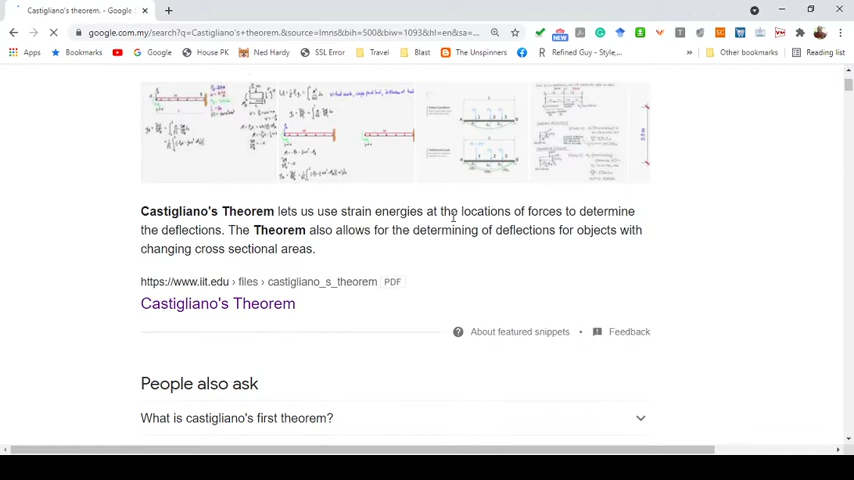 Castigliano's Theorem. - Google S
google.com.my/search?q=Castigliano's+theorem.&source=lmns&bih=500&biw=1093&hl=en&sa=...
Apps Bookmarks Google House PK Ned Hardy SSL Error Travel Blast The Unspinners Refined Guy – Style,... » Other bookmarks Reading list
Castigliano's Theorem lets us use strain energies at the locations of forces to determine
the deflections. The Theorem also allows for the determining of deflections for objects with
changing cross sectional areas.
https://www.iit.edu › files › castigliano_s_theorem PDF
Castigliano's Theorem
About featured snippets • Feedback
People also ask
What is castigliano's first theorem?